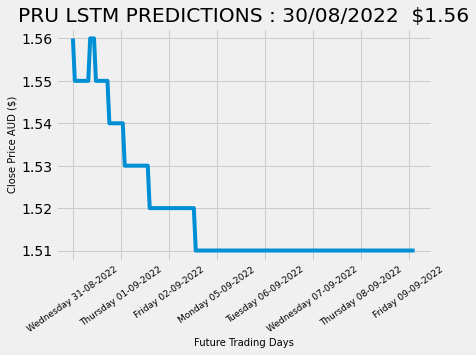 PRU LSTM PREDICTIONS : 30/08/2022  $1.56
1.56
1.55
1.54
1.53
1.52
1.51
Close Price AUD ($)
Wednesday 31-08-2022
Thursday 01-09-2022
Friday 02-09-2022
Monday 05-09-2022
Tuesday 06-09-2022
Wednesday 07-09-2022
Thursday 08-09-2022
Friday 09-09-2022
Future Trading Days